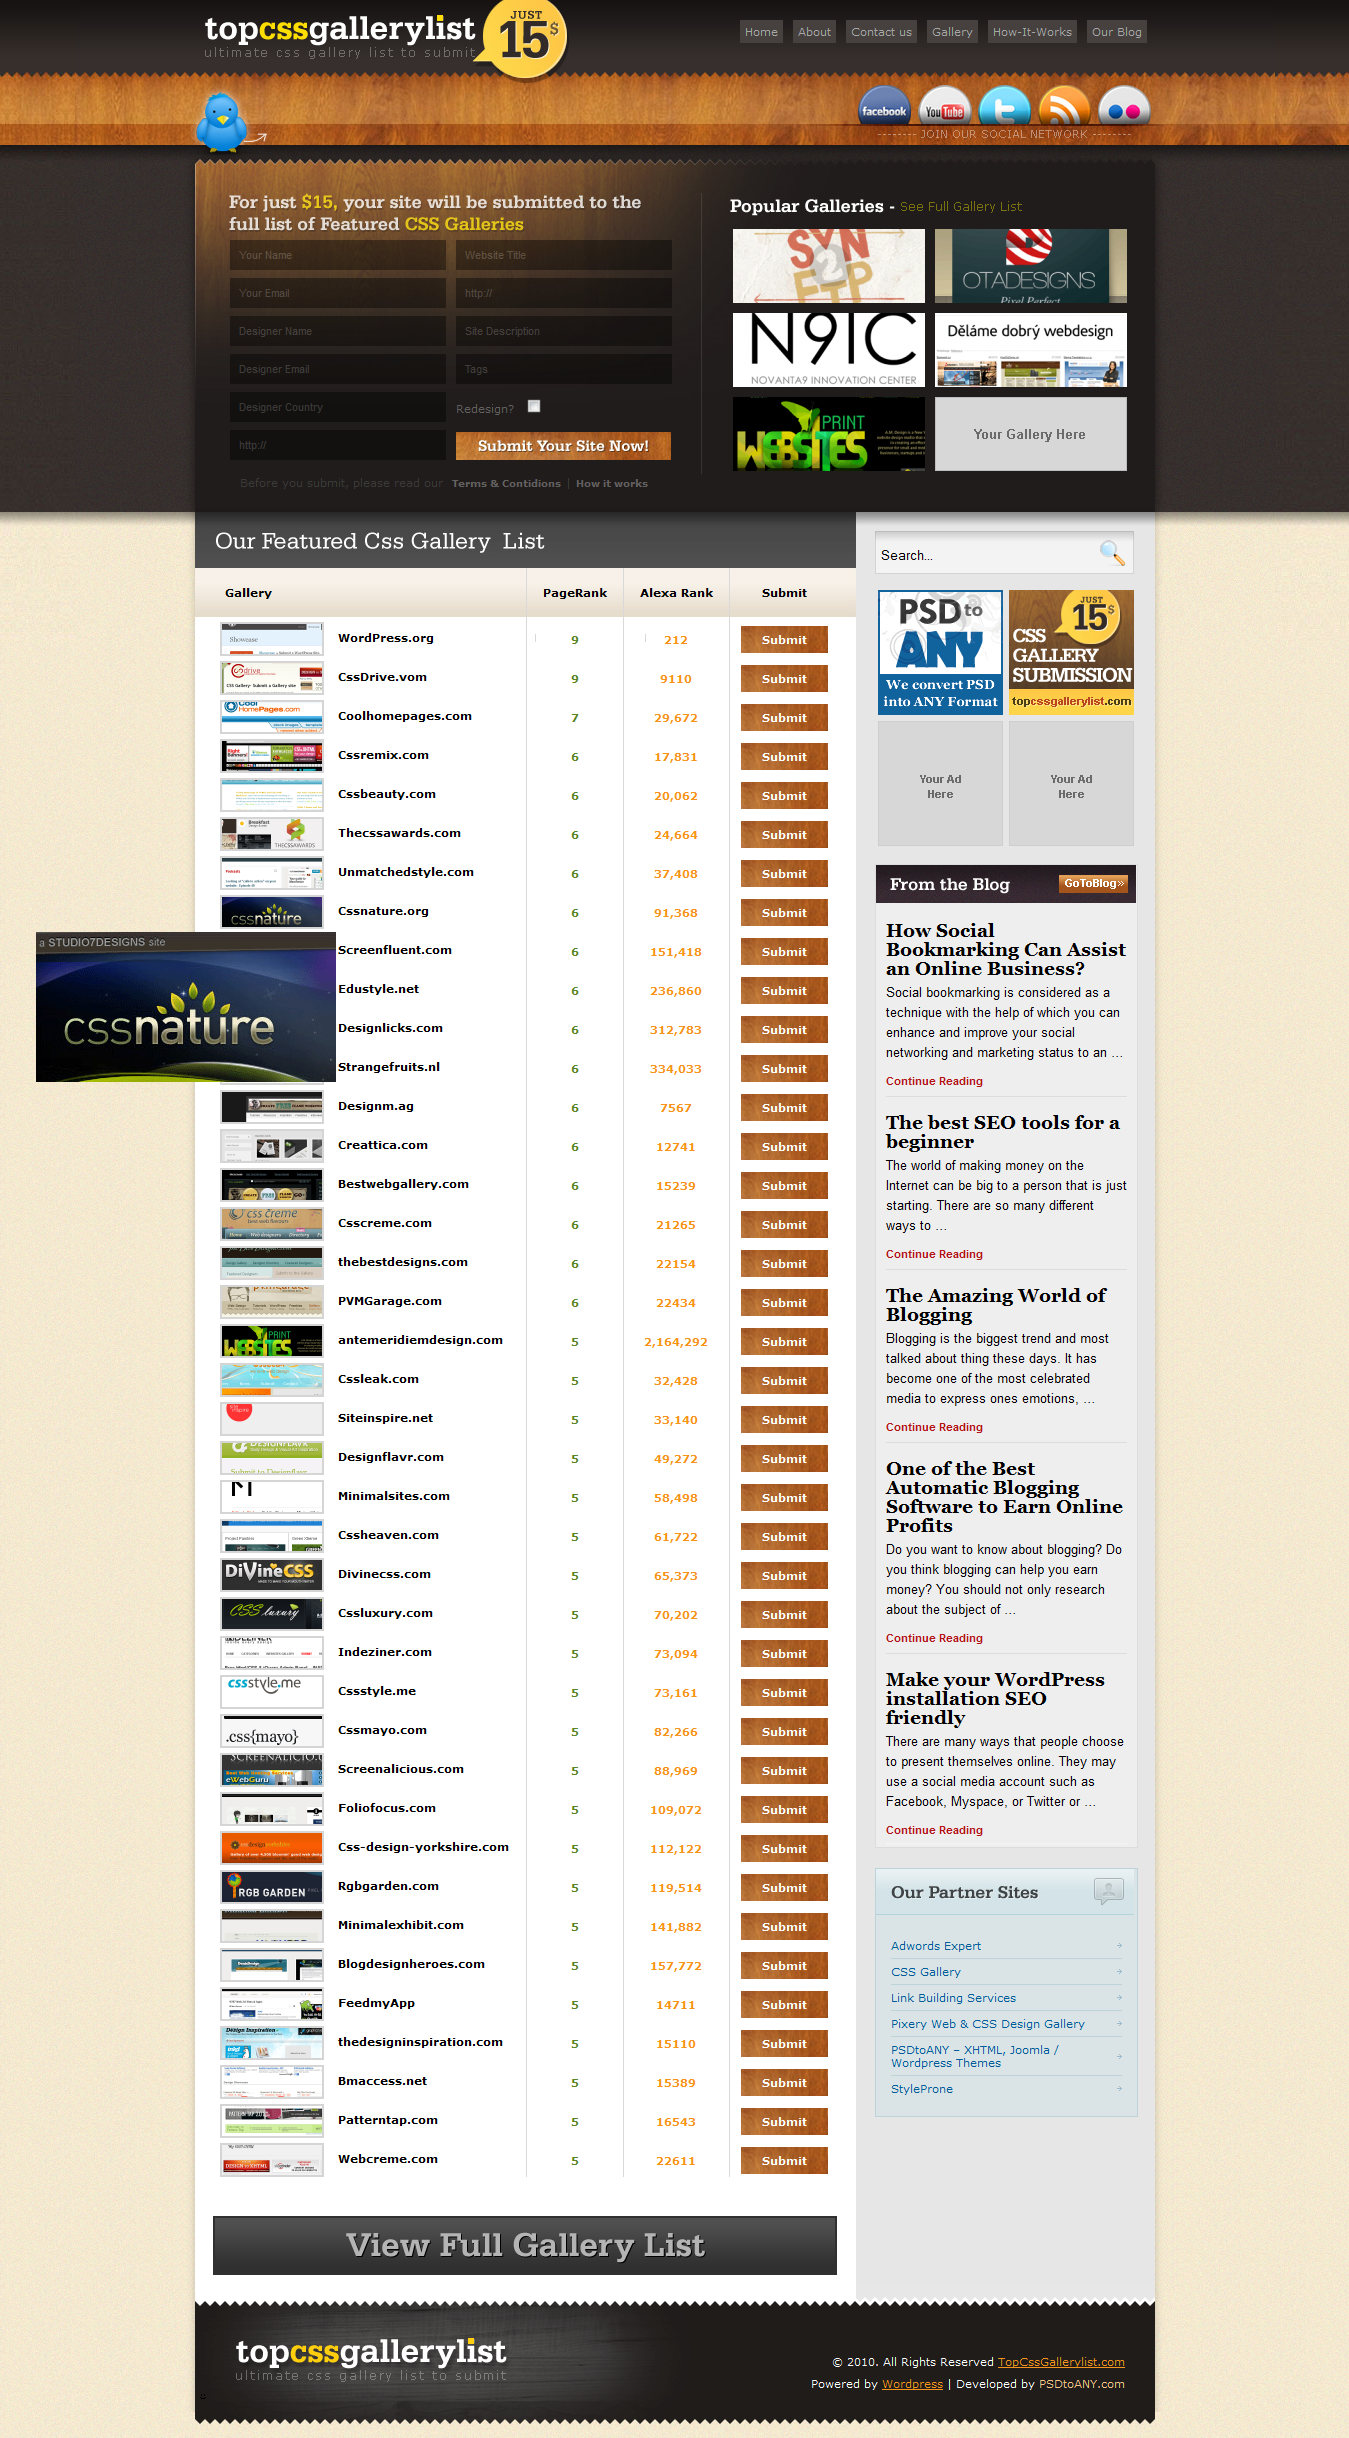 topcssgallerylist
ultimate css gallery list to submit
JUST
15$
Home
About
Contact us
Gallery
How-It-Works
Our Blog
facebook
YouTube
-------- JOIN OUR SOCIAL NETWORK --------
For just $15, your site will be submitted to the
full list of Featured CSS Galleries
Your Name
Website Title
Your Email
http://
Designer Name
Site Description
Designer Email
Tags
Designer Country
Redesign?
http://
Submit Your Site Now!
Before you submit, please read our Terms & Contidions | How it works
Popular Galleries - See Full Gallery List
SYN
2
FTP
OTADESIGNS
Pixel Perfect
N9IC
NOVANTA9 INNOVATION CENTER
Děláme dobrý webdesign
PRINT
WEBSITES
Your Gallery Here
Our Featured Css Gallery List
Gallery PageRank Alexa Rank Submit
WordPress.org 9 212 Submit
CssDrive.vom 9 9110 Submit
Coolhomepages.com 7 29,672 Submit
Cssremix.com 6 17,831 Submit
Cssbeauty.com 6 20,062 Submit
Thecssawards.com 6 24,664 Submit
Unmatchedstyle.com 6 37,408 Submit
Cssnature.org 6 91,368 Submit
Screenfluent.com 6 151,418 Submit
Edustyle.net 6 236,860 Submit
Designlicks.com 6 312,783 Submit
Strangefruits.nl 6 334,033 Submit
Designm.ag 6 7567 Submit
Creattica.com 6 12741 Submit
Bestwebgallery.com 6 15239 Submit
Csscreme.com 6 21265 Submit
thebestdesigns.com 6 22154 Submit
PVMGarage.com 6 22434 Submit
antemeridiemdesign.com 5 2,164,292 Submit
Cssleak.com 5 32,428 Submit
Siteinspire.net 5 33,140 Submit
Designflavr.com 5 49,272 Submit
Minimalsites.com 5 58,498 Submit
Cssheaven.com 5 61,722 Submit
Divinecss.com 5 65,373 Submit
Cssluxury.com 5 70,202 Submit
Indeziner.com 5 73,094 Submit
Cssstyle.me 5 73,161 Submit
Cssmayo.com 5 82,266 Submit
Screenalicious.com 5 88,969 Submit
Foliofocus.com 5 109,072 Submit
Css-design-yorkshire.com 5 112,122 Submit
Rgbgarden.com 5 119,514 Submit
Minimalexhibit.com 5 141,882 Submit
Blogdesignheroes.com 5 157,772 Submit
FeedmyApp 5 14711 Submit
thedesigninspiration.com 5 15110 Submit
Bmaccess.net 5 15389 Submit
Patterntap.com 5 16543 Submit
Webcreme.com 5 22611 Submit
a STUDIO7DESIGNS site
cssnature
View Full Gallery List
Search...
PSD to
ANY
We convert PSD
into ANY Format
JUST
15$
CSS
GALLERY
SUBMISSION
topcssgallerylist.com
Your Ad
Here
Your Ad
Here
From the Blog
GoToBlog»
How Social
Bookmarking Can Assist
an Online Business?
Social bookmarking is considered as a
technique with the help of which you can
enhance and improve your social
networking and marketing status to an ...
Continue Reading
The best SEO tools for a
beginner
The world of making money on the
Internet can be big to a person that is just
starting. There are so many different
ways to ...
Continue Reading
The Amazing World of
Blogging
Blogging is the biggest trend and most
talked about thing these days. It has
become one of the most celebrated
media to express ones emotions, ...
Continue Reading
One of the Best
Automatic Blogging
Software to Earn Online
Profits
Do you want to know about blogging? Do
you think blogging can help you earn
money? You should not only research
about the subject of ...
Continue Reading
Make your WordPress
installation SEO
friendly
There are many ways that people choose
to present themselves online. They may
use a social media account such as
Facebook, Myspace, or Twitter or ...
Continue Reading
Our Partner Sites
Adwords Expert
CSS Gallery
Link Building Services
Pixery Web & CSS Design Gallery
PSDtoANY – XHTML, Joomla /
Wordpress Themes
StyleProne
topcssgallerylist
ultimate css gallery list to submit
© 2010. All Rights Reserved TopCssGallerylist.com
Powered by Wordpress | Developed by PSDtoANY.com